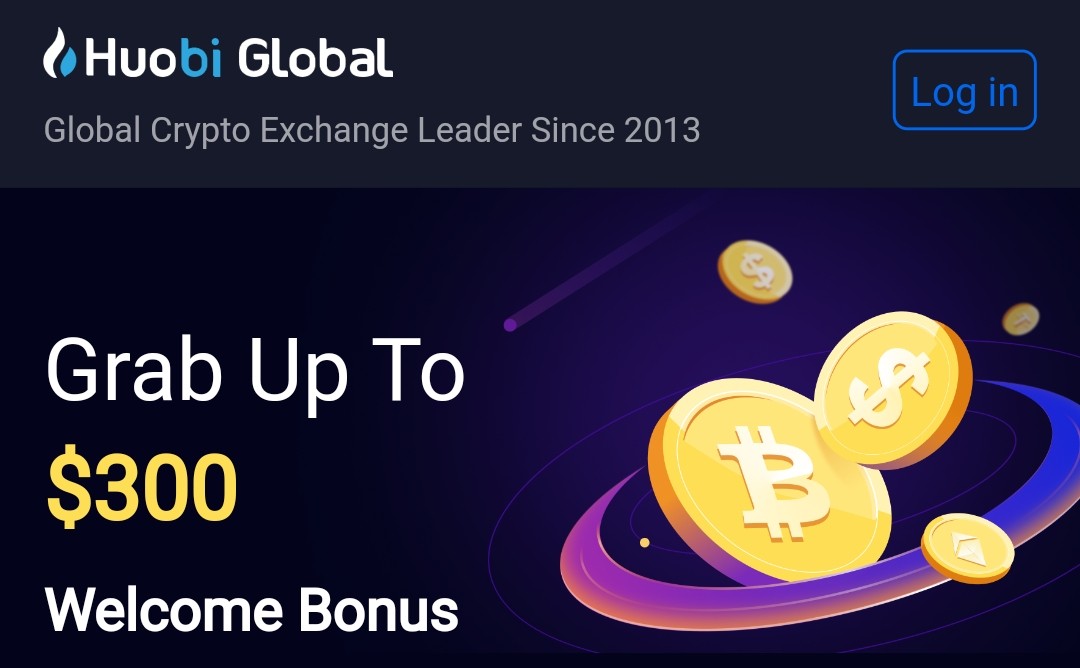 Huobi Global
Log in
Global Crypto Exchange Leader Since 2013
Grab Up To
$300
Welcome Bonus